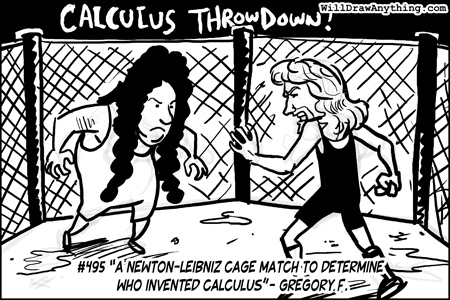 WillDrawAnything.com
CALCULUS THROWDOWN!
#495 "A NEWTON-LEIBNIZ CAGE MATCH TO DETERMINE
WHO INVENTED CALCULUS"- GREGORY F.